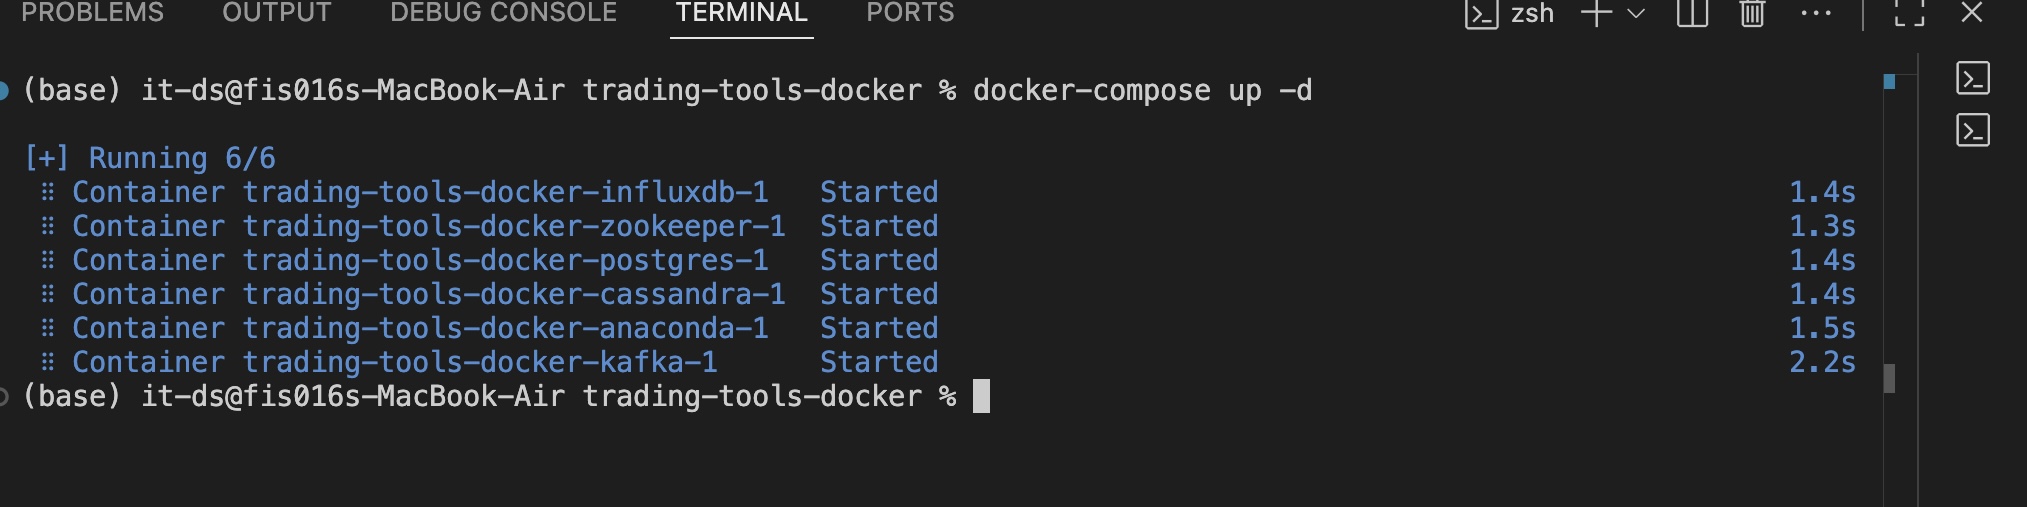 PROBLEMS OUTPUT DEBUG CONSOLE TERMINAL PORTS zsh
(base) it-ds@fis016s-MacBook-Air trading-tools-docker % docker-compose up -d
[+] Running 6/6
⠿ Container trading-tools-docker-influxdb-1 Started 1.4s
⠿ Container trading-tools-docker-zookeeper-1 Started 1.3s
⠿ Container trading-tools-docker-postgres-1 Started 1.4s
⠿ Container trading-tools-docker-cassandra-1 Started 1.4s
⠿ Container trading-tools-docker-anaconda-1 Started 1.5s
⠿ Container trading-tools-docker-kafka-1 Started 2.2s
(base) it-ds@fis016s-MacBook-Air trading-tools-docker %